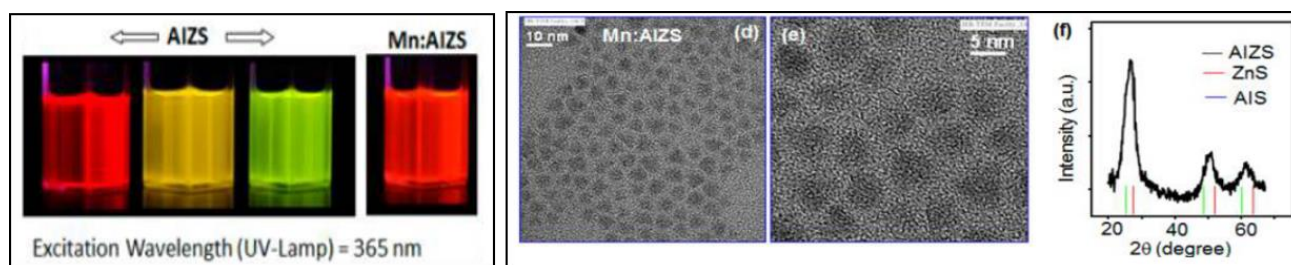 AIZS
Mn:AIZS
Excitation Wavelength (UV-Lamp) = 365 nm
10 nm
Mn:AIZS
(d)
(e)
5 nm
(f)
AIZS
ZnS
AIS
Intensity (a.u.)
20
40
60
2θ (degree)